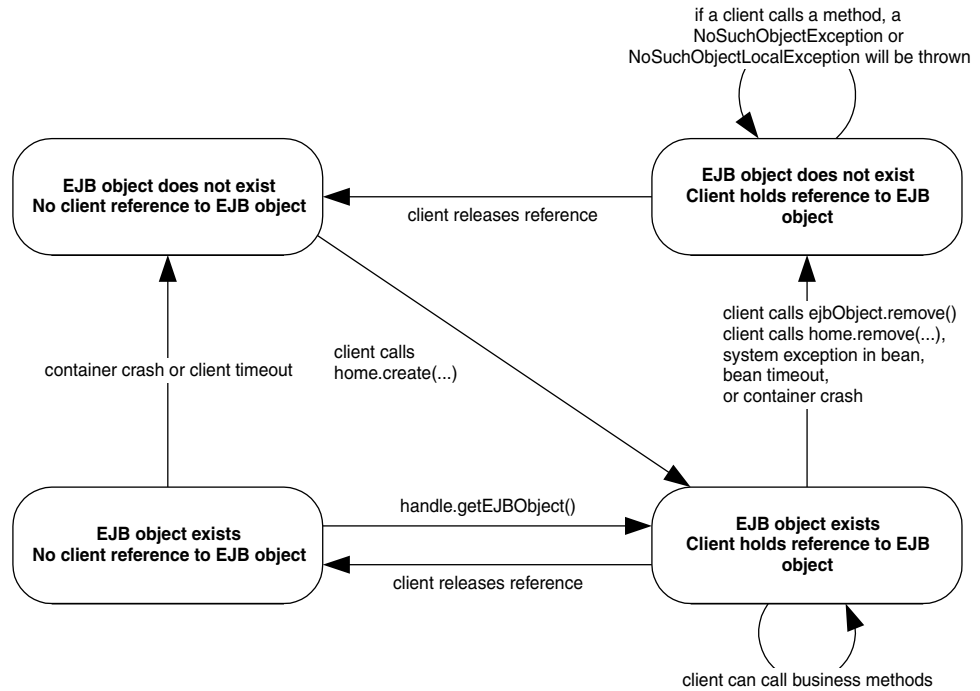 if a client calls a method, a
NoSuchObjectException or
NoSuchObjectLocalException will be thrown
EJB object does not exist
No client reference to EJB object
client releases reference
EJB object does not exist
Client holds reference to EJB
object
container crash or client timeout
client calls
home.create(...)
client calls ejbObject.remove()
client calls home.remove(...),
system exception in bean,
bean timeout,
or container crash
EJB object exists
No client reference to EJB object
handle.getEJBObject()
client releases reference
EJB object exists
Client holds reference to EJB
object
client can call business methods